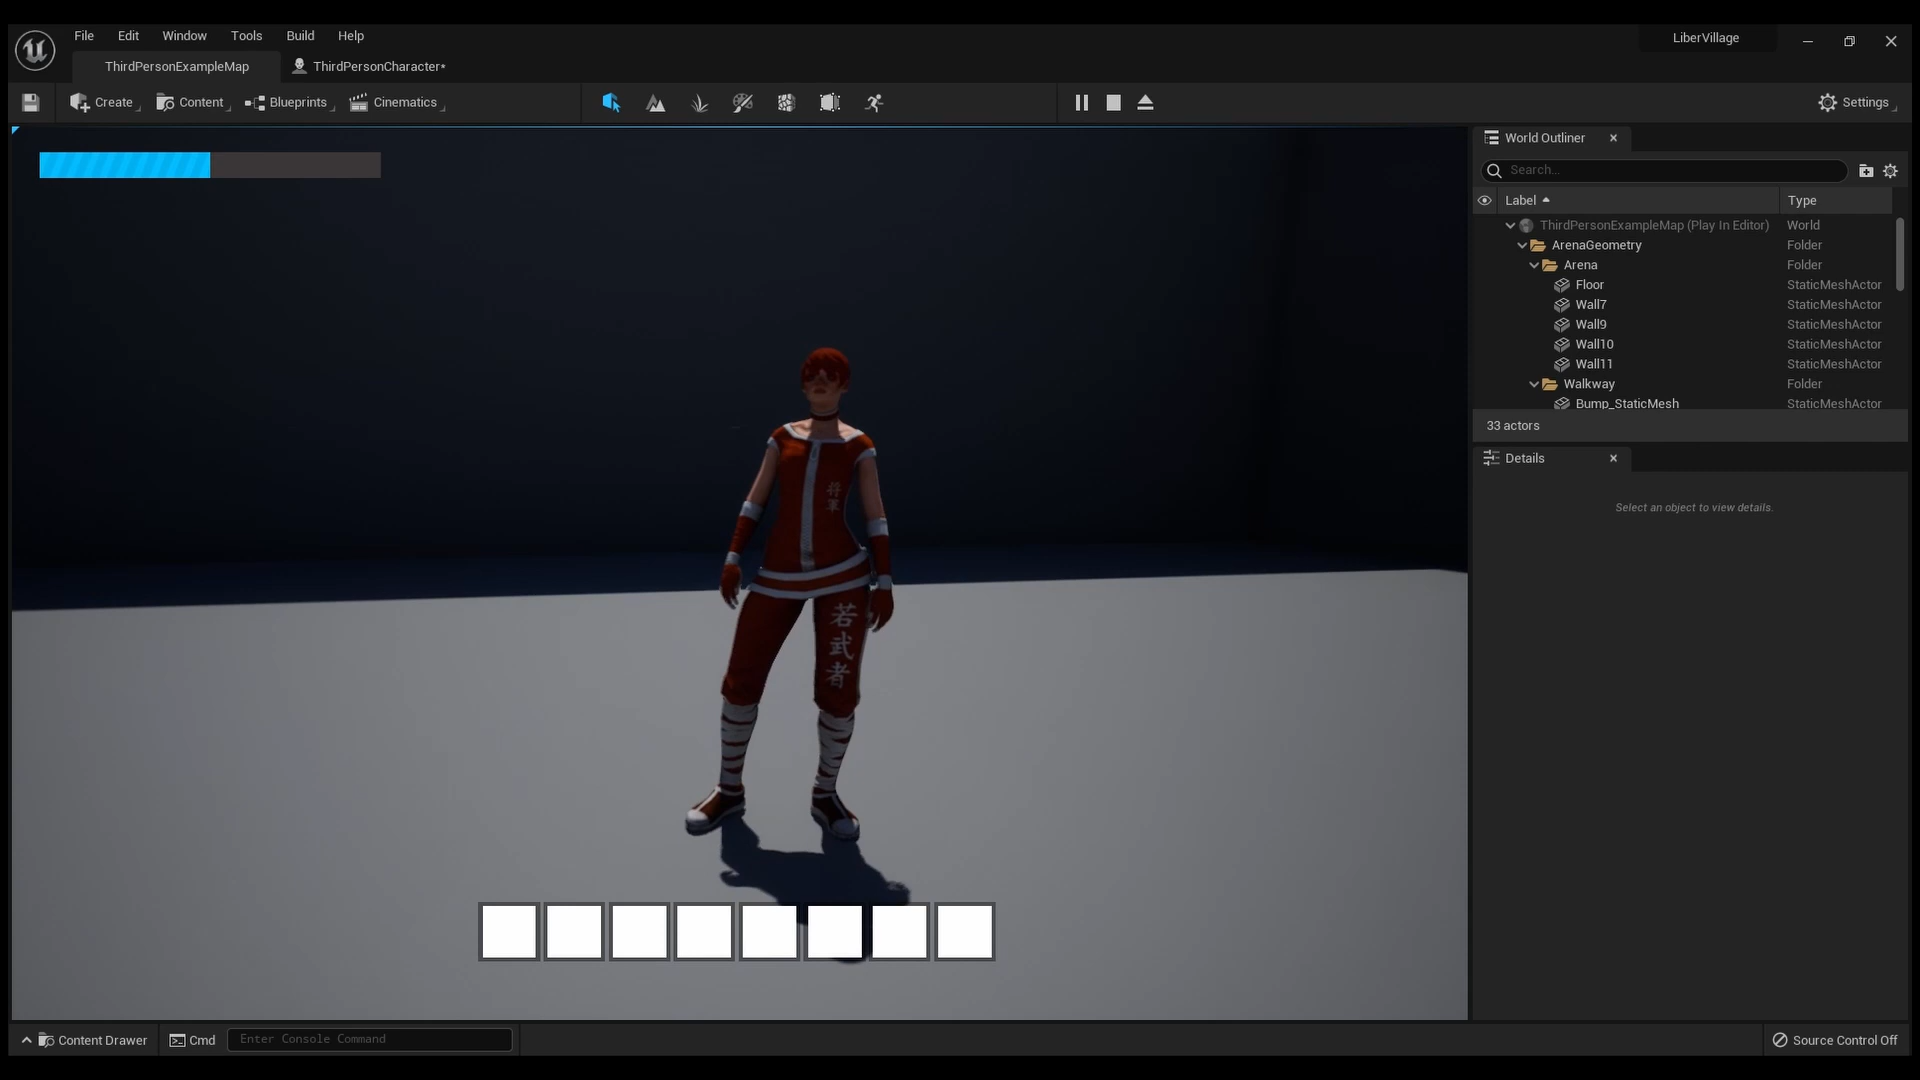 File Edit Window Tools Build Help
LiberVillage
ThirdPersonExampleMap
ThirdPersonCharacter*
Create Content Blueprints Cinematics
Settings
World Outliner
Search...
Label Type
ThirdPersonExampleMap (Play In Editor) World
ArenaGeometry Folder
Arena Folder
Floor StaticMeshActor
Wall7 StaticMeshActor
Wall9 StaticMeshActor
Wall10 StaticMeshActor
Wall11 StaticMeshActor
Walkway Folder
Bump_StaticMesh StaticMeshActor
33 actors
Details
Select an object to view details.
将軍
若武者
Content Drawer Cmd Enter Console Command
Source Control Off